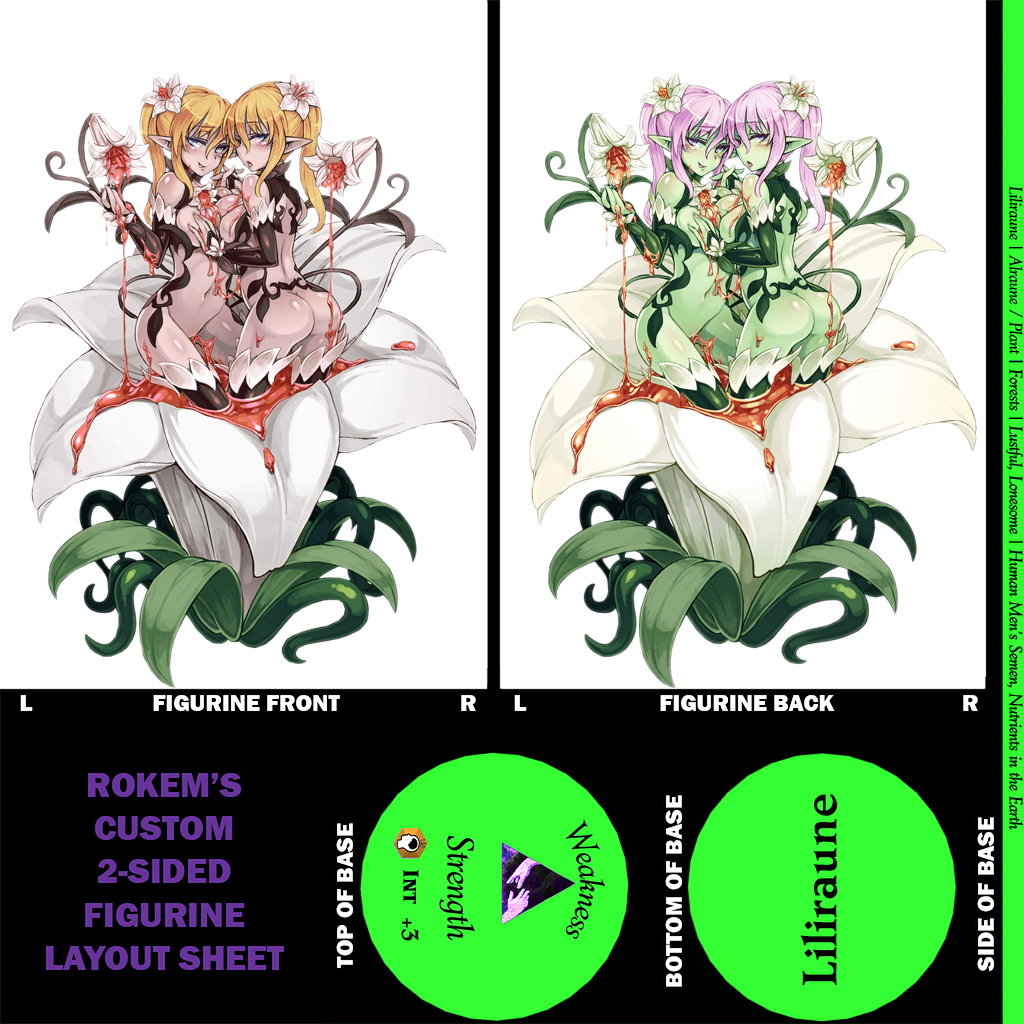 L FIGURINE FRONT R
L FIGURINE BACK R
Liliraune | Alraune / Plant | Forests | Lustful, Lonesome | Human Men's Semen, Nutrients in the Earth
ROKEM'S
CUSTOM
2-SIDED
FIGURINE
LAYOUT SHEET
TOP OF BASE
Weakness
Strength
INT +3
BOTTOM OF BASE
Liliraune
SIDE OF BASE